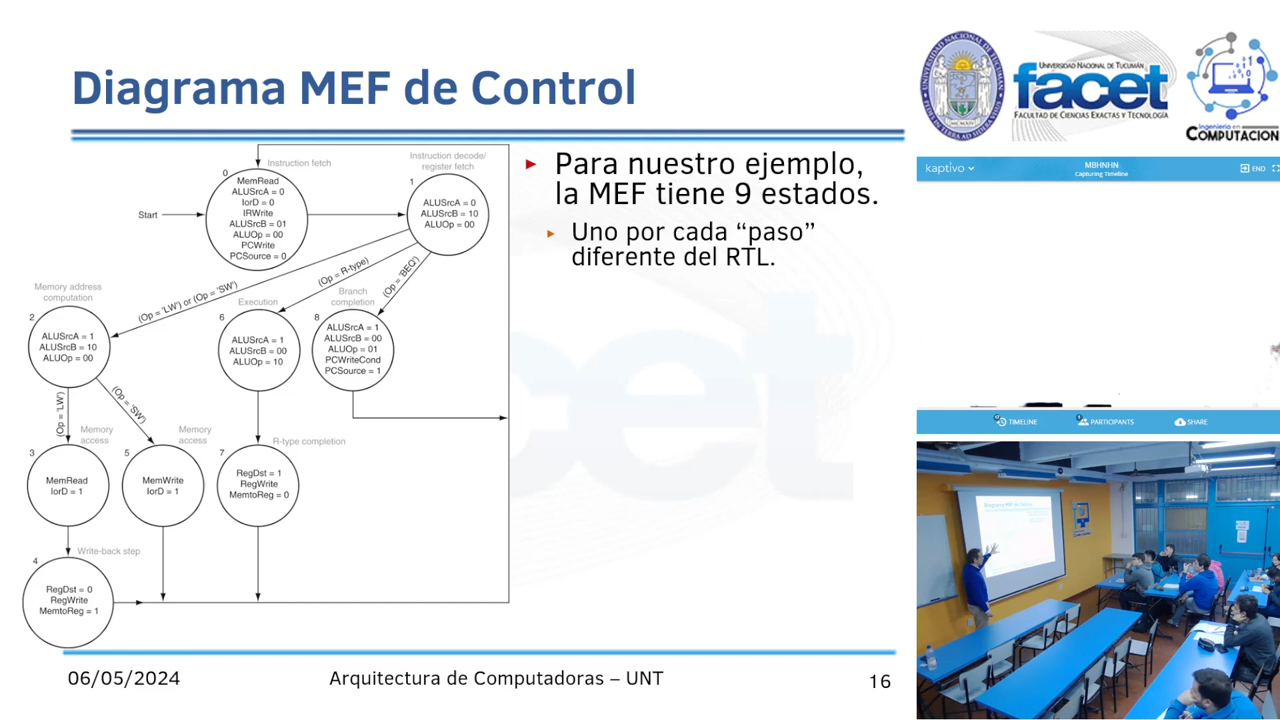 Diagrama MEF de Control
Instruction fetch
0
MemRead
ALUSrcA = 0
IorD = 0
IRWrite
ALUSrcB = 01
ALUOp = 00
PCWrite
PCSource = 0
Start
Instruction decode/
register fetch
1
ALUSrcA = 0
ALUSrcB = 10
ALUOp = 00
(Op = 'LW') or (Op = 'SW')
(Op = R-type)
(Op = 'BEQ')
Memory address
computation
2
ALUSrcA = 1
ALUSrcB = 10
ALUOp = 00
Execution
6
ALUSrcA = 1
ALUSrcB = 00
ALUOp = 10
Branch
completion
8
ALUSrcA = 1
ALUSrcB = 00
ALUOp = 01
PCWriteCond
PCSource = 1
(Op = 'LW')
(Op = 'SW')
Memory
access
3
MemRead
IorD = 1
Memory
access
5
MemWrite
IorD = 1
R-type completion
7
RegDst = 1
RegWrite
MemtoReg = 0
Write-back step
4
RegDst = 0
RegWrite
MemtoReg = 1
Para nuestro ejemplo,
la MEF tiene 9 estados.
Uno por cada “paso”
diferente del RTL.
06/05/2024
Arquitectura de Computadoras – UNT
16
UNIVERSIDAD NACIONAL DE TUCUMÁN
facet
FACULTAD DE CIENCIAS EXACTAS Y TECNOLOGÍA
Ingeniería en
COMPUTACION
kaptivo
MBHNHN
Capturing Timeline
END
TIMELINE
PARTICIPANTS
SHARE
Diagrama MEF de Control